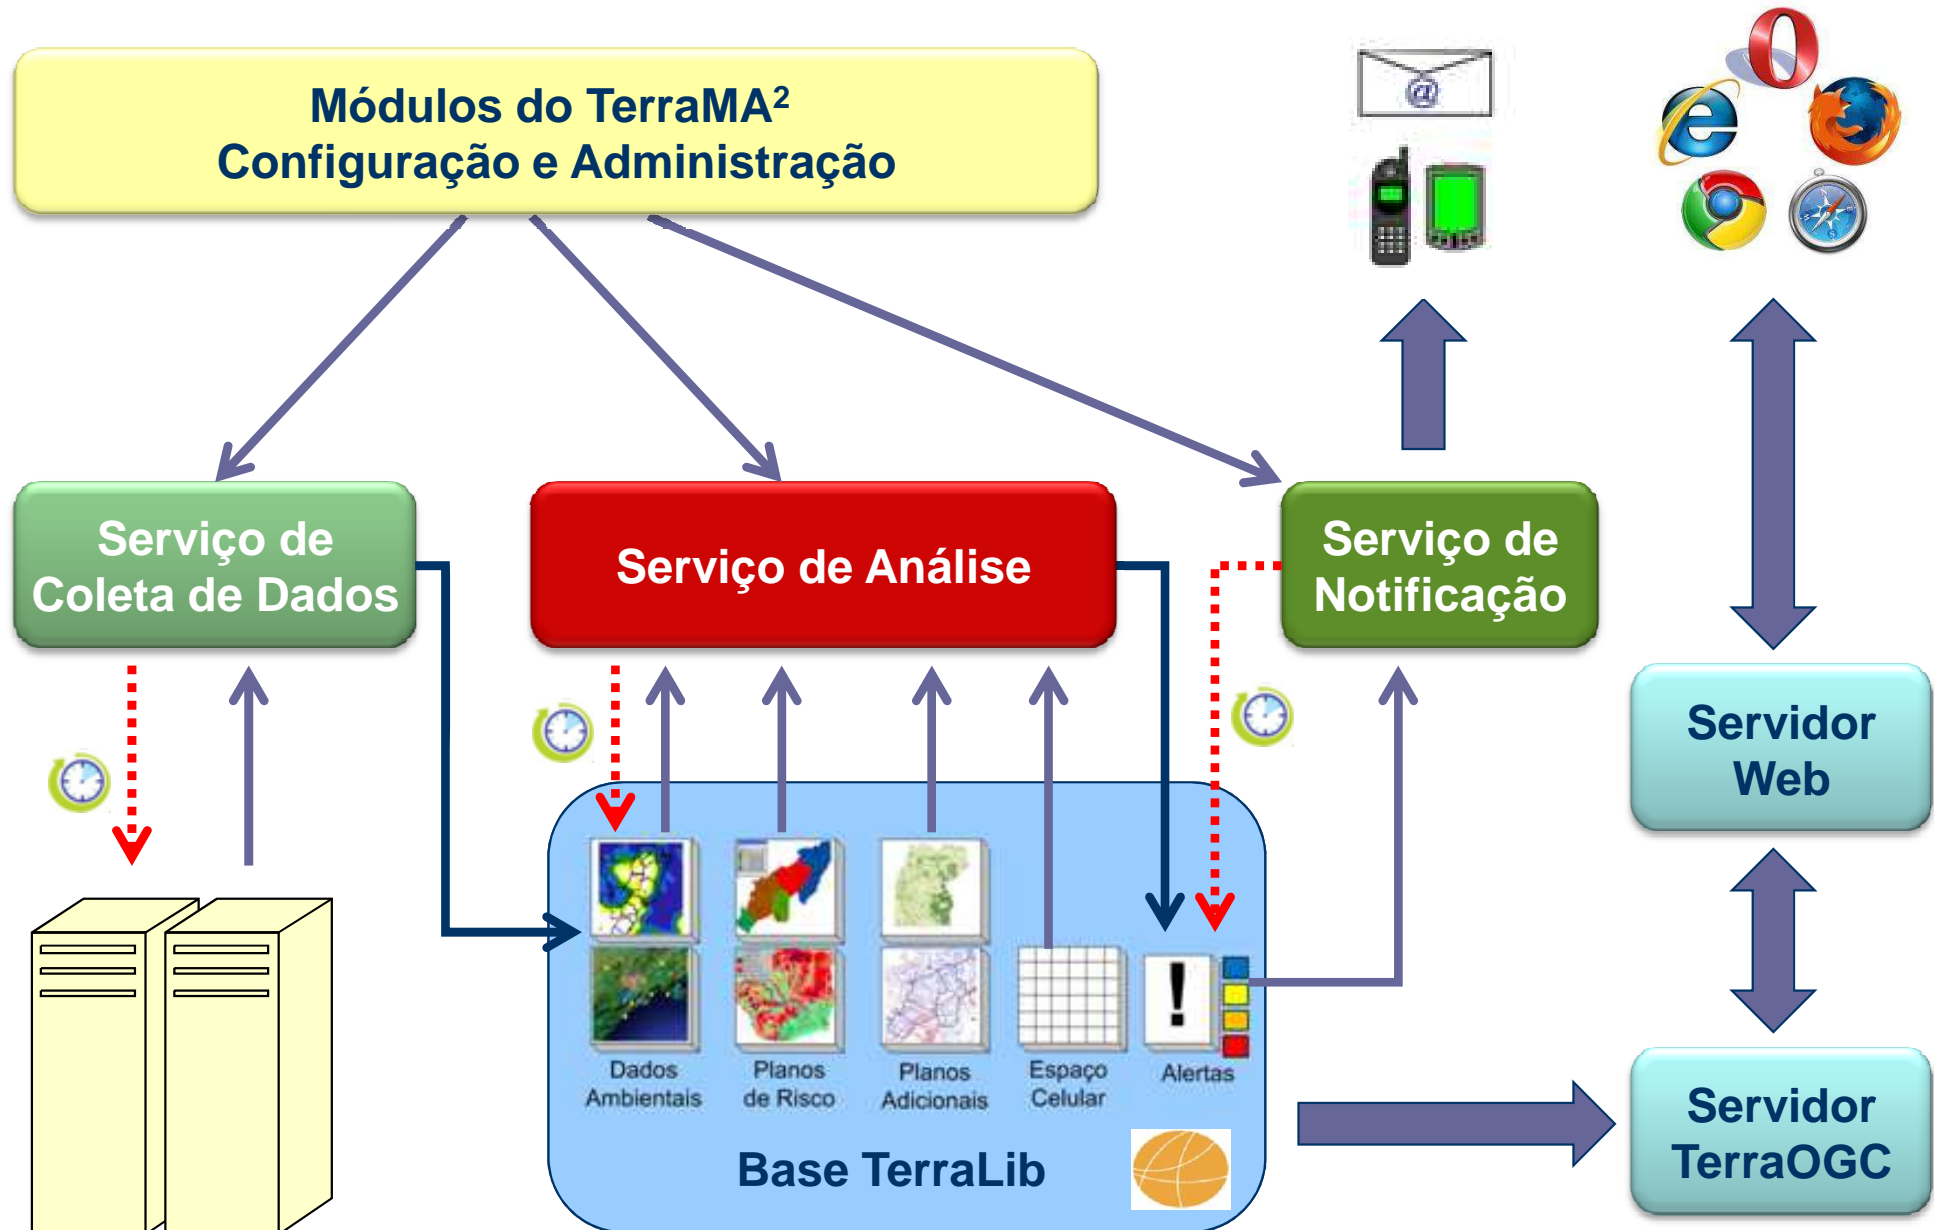 Módulos do TerraMA²
Configuração e Administração
@
Serviço de
Coleta de Dados
Serviço de Análise
Serviço de
Notificação
Servidor
Web
!
Dados
Ambientais
Planos
de Risco
Planos
Adicionais
Espaço
Celular
Alertas
Base TerraLib
Servidor
TerraOGC